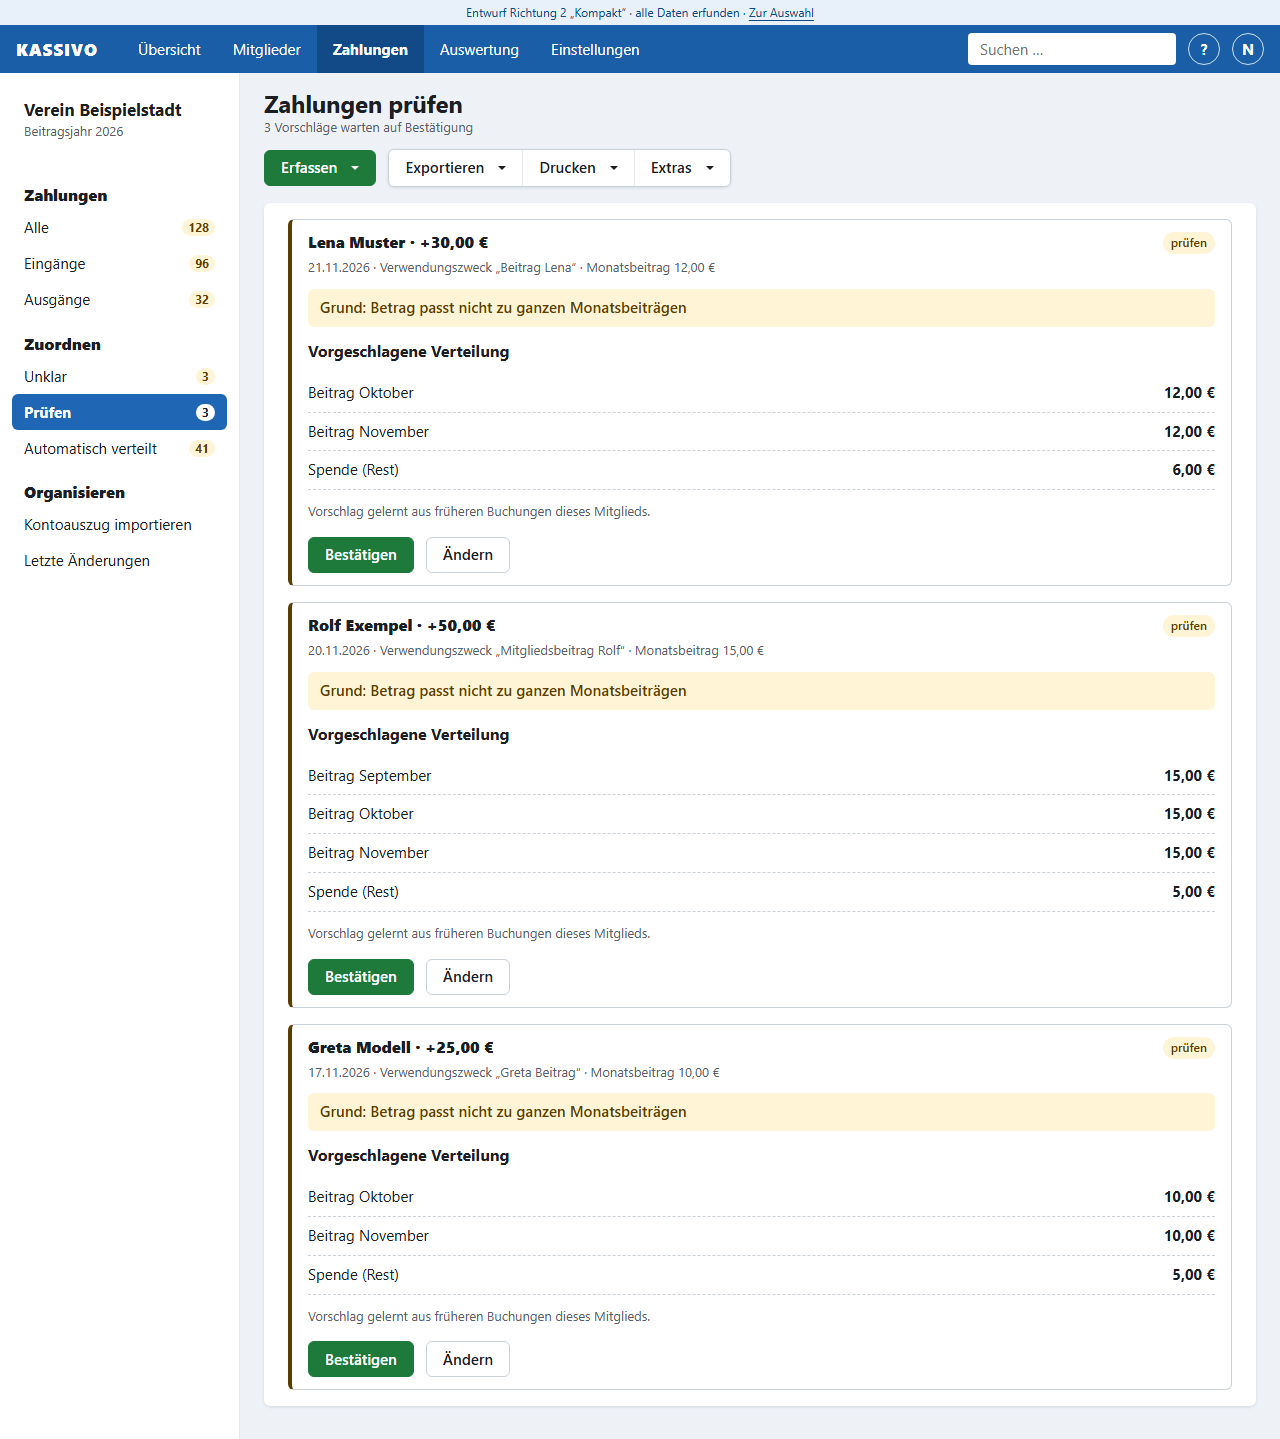 Entwurf Richtung 2 „Kompakt“ · alle Daten erfunden · Zur Auswahl
KASSIVO Übersicht Mitglieder Zahlungen Auswertung Einstellungen Suchen … ? N
Verein Beispielstadt
Beitragsjahr 2026
Zahlungen
Alle 128
Eingänge 96
Ausgänge 32
Zuordnen
Unklar 3
Prüfen 3
Automatisch verteilt 41
Organisieren
Kontoauszug importieren
Letzte Änderungen
Zahlungen prüfen
3 Vorschläge warten auf Bestätigung
Erfassen Exportieren Drucken Extras
Lena Muster · +30,00 € prüfen
21.11.2026 · Verwendungszweck „Beitrag Lena“ · Monatsbeitrag 12,00 €
Grund: Betrag passt nicht zu ganzen Monatsbeiträgen
Vorgeschlagene Verteilung
Beitrag Oktober 12,00 €
Beitrag November 12,00 €
Spende (Rest) 6,00 €
Vorschlag gelernt aus früheren Buchungen dieses Mitglieds.
Bestätigen Ändern
Rolf Exempel · +50,00 € prüfen
20.11.2026 · Verwendungszweck „Mitgliedsbeitrag Rolf“ · Monatsbeitrag 15,00 €
Grund: Betrag passt nicht zu ganzen Monatsbeiträgen
Vorgeschlagene Verteilung
Beitrag September 15,00 €
Beitrag Oktober 15,00 €
Beitrag November 15,00 €
Spende (Rest) 5,00 €
Vorschlag gelernt aus früheren Buchungen dieses Mitglieds.
Bestätigen Ändern
Greta Modell · +25,00 € prüfen
17.11.2026 · Verwendungszweck „Greta Beitrag“ · Monatsbeitrag 10,00 €
Grund: Betrag passt nicht zu ganzen Monatsbeiträgen
Vorgeschlagene Verteilung
Beitrag Oktober 10,00 €
Beitrag November 10,00 €
Spende (Rest) 5,00 €
Vorschlag gelernt aus früheren Buchungen dieses Mitglieds.
Bestätigen Ändern